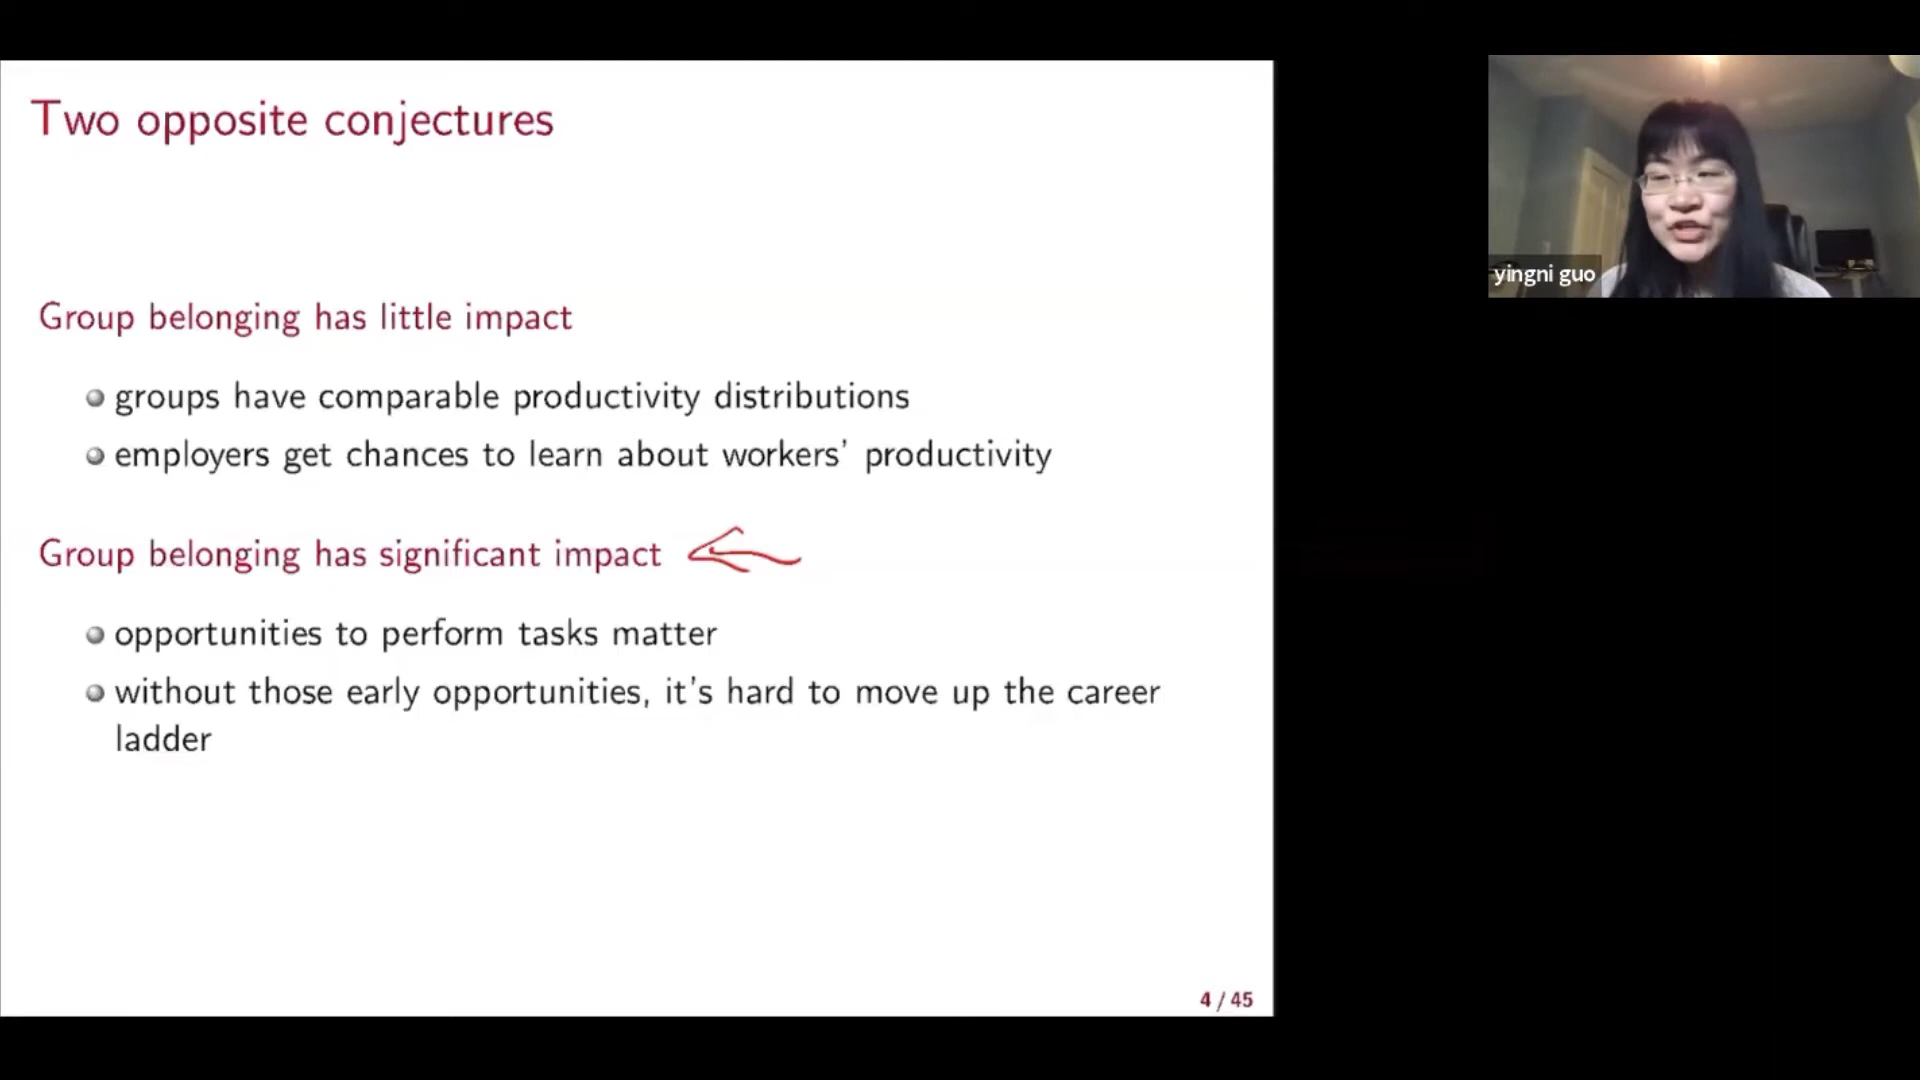 Two opposite conjectures
yingni guo
Group belonging has little impact
groups have comparable productivity distributions
employers get chances to learn about workers' productivity
Group belonging has significant impact
opportunities to perform tasks matter
without those early opportunities, it's hard to move up the career
ladder
4 / 45